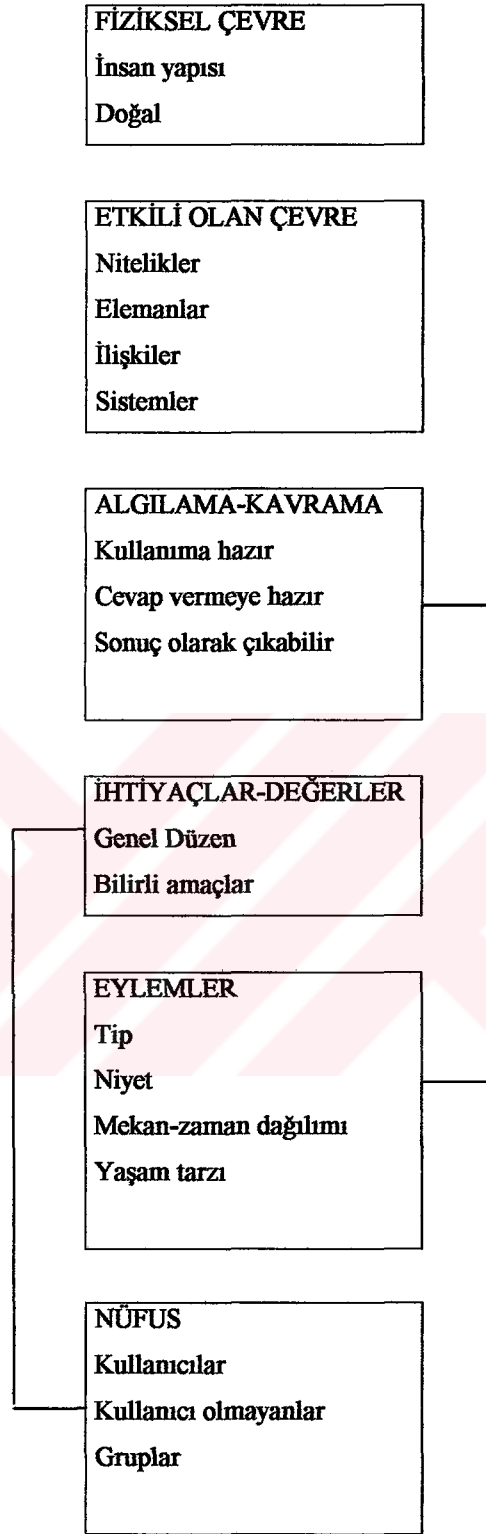 FİZİKSEL ÇEVRE
İnsan yapısı
Doğal
ETKİLİ OLAN ÇEVRE
Nitelikler
Elemanlar
İlişkiler
Sistemler
ALGILAMA-KAVRAMA
Kullanıma hazır
Cevap vermeye hazır
Sonuç olarak çıkabilir
İHTİYAÇLAR-DEĞERLER
Genel Düzen
Bilirli amaçlar
EYLEMLER
Tip
Niyet
Mekan-zaman dağılımı
Yaşam tarzı
NÜFUS
Kullanıcılar
Kullanıcı olmayanlar
Gruplar